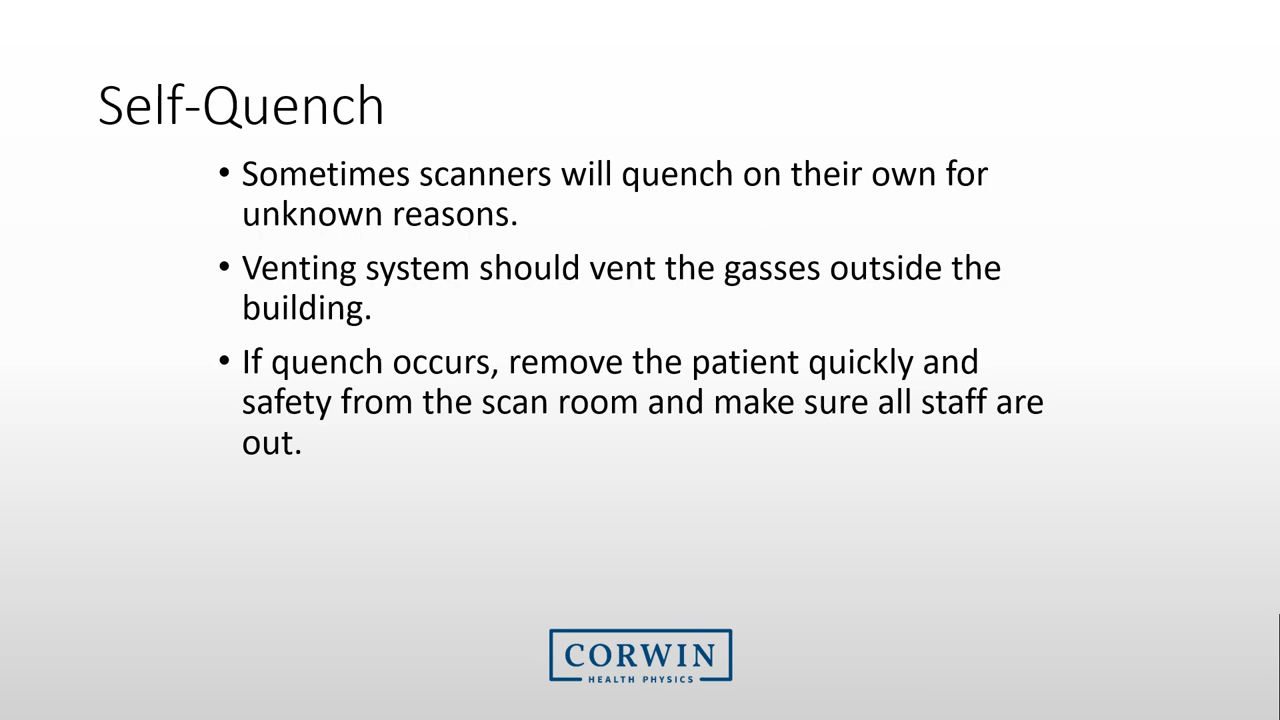 Self-Quench
• Sometimes scanners will quench on their own for
unknown reasons.
• Venting system should vent the gasses outside the
building.
• If quench occurs, remove the patient quickly and
safety from the scan room and make sure all staff are
out.
CORWIN
HEALTH PHYSICS